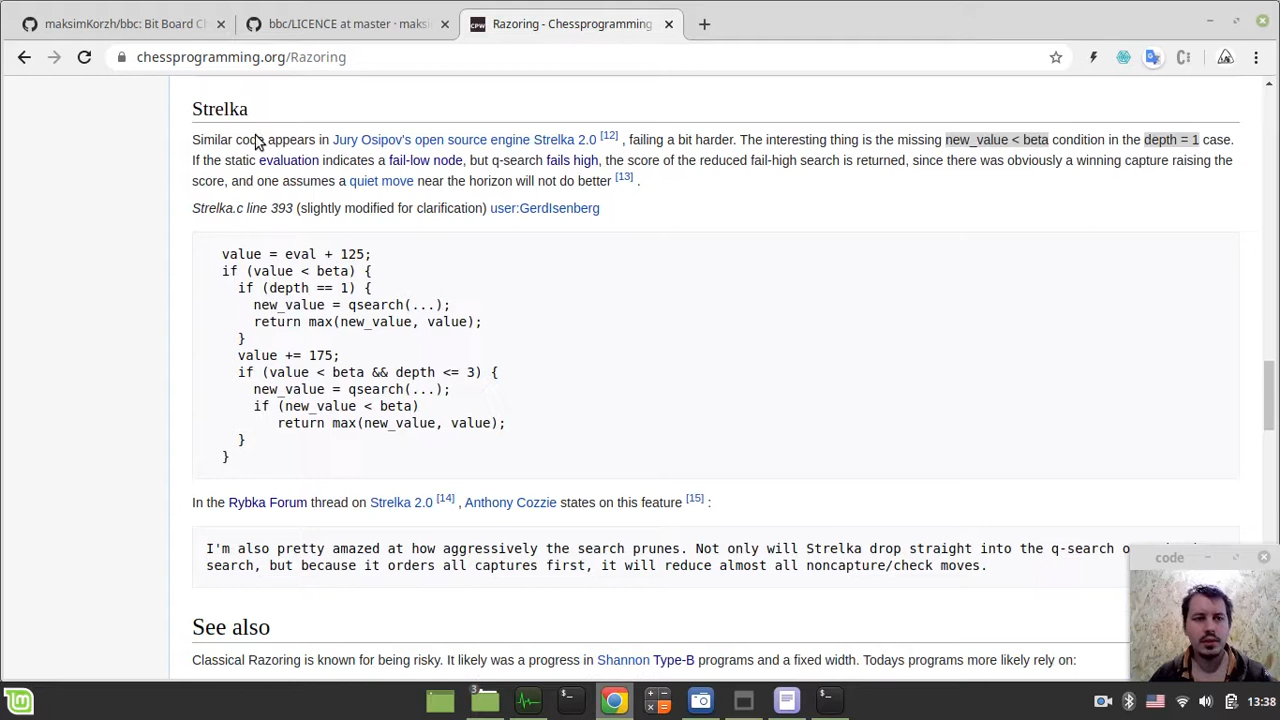 maksimKorzh/bbc: Bit Board C
bbc/LICENCE at master · maksim
Razoring - Chessprogramming
chessprogramming.org/Razoring
Strelka
Similar code appears in Jury Osipov's open source engine Strelka 2.0 [12] , failing a bit harder. The interesting thing is the missing new_value < beta condition in the depth = 1 case.
If the static evaluation indicates a fail-low node, but q-search fails high, the score of the reduced fail-high search is returned, since there was obviously a winning capture raising the
score, and one assumes a quiet move near the horizon will not do better [13] .
Strelka.c line 393 (slightly modified for clarification) user:GerdIsenberg
value = eval + 125;
if (value < beta) {
if (depth == 1) {
new_value = qsearch(...);
return max(new_value, value);
}
value += 175;
if (value < beta && depth <= 3) {
new_value = qsearch(...);
if (new_value < beta)
return max(new_value, value);
}
}
In the Rybka Forum thread on Strelka 2.0 [14] , Anthony Cozzie states on this feature [15] :
I'm also pretty amazed at how aggressively the search prunes. Not only will Strelka drop straight into the q-search
search, but because it orders all captures first, it will reduce almost all noncapture/check moves.
code
See also
Classical Razoring is known for being risky. It likely was a progress in Shannon Type-B programs and a fixed width. Todays programs more likely rely on:
3
13:38